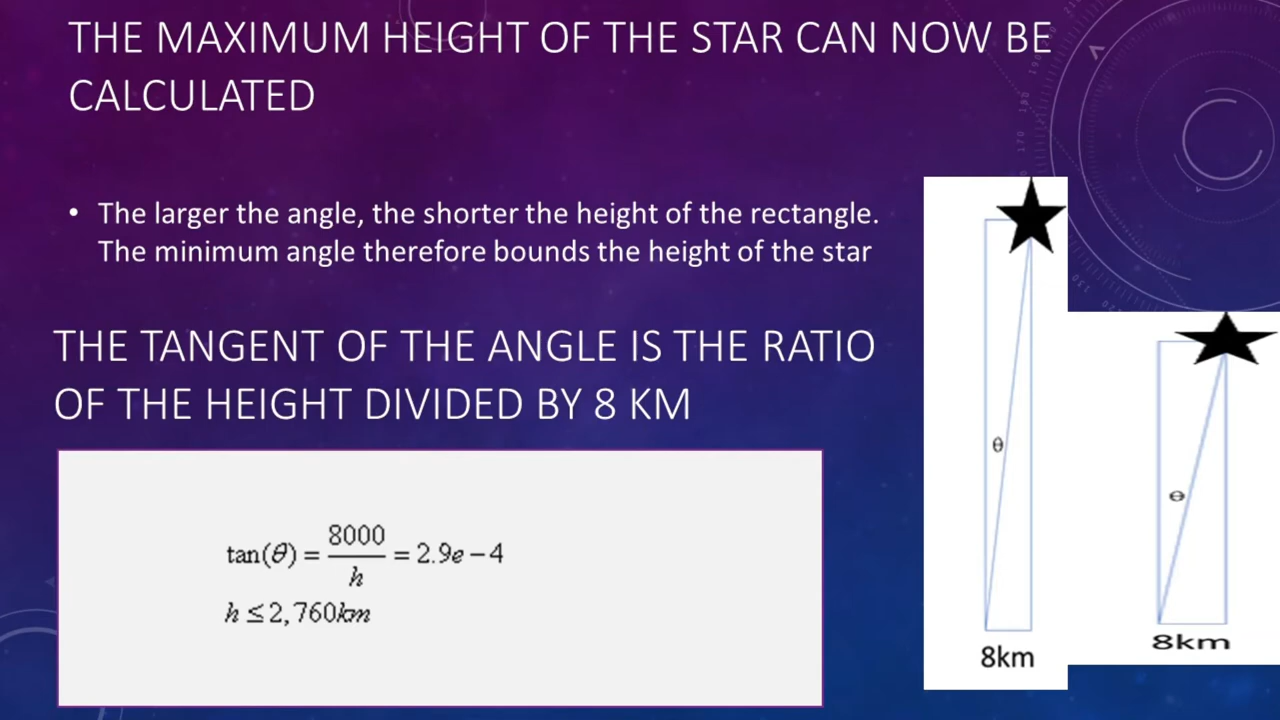 THE MAXIMUM HEIGHT OF THE STAR CAN NOW BE
CALCULATED
• The larger the angle, the shorter the height of the rectangle.
The minimum angle therefore bounds the height of the star
THE TANGENT OF THE ANGLE IS THE RATIO
OF THE HEIGHT DIVIDED BY 8 KM
tan(θ) = 8000/h = 2.9e − 4
h ≤ 2,760km
θ
8km
θ
8km